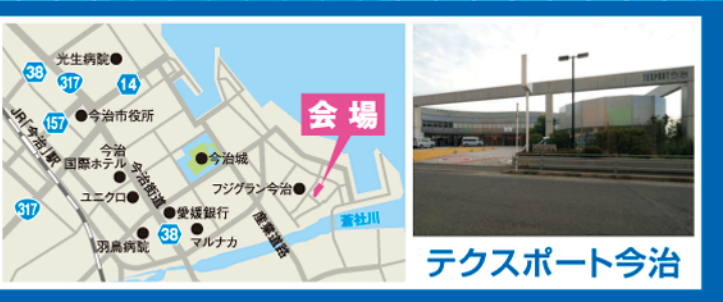 光生病院
38
317
14
157
今治市役所
JR「今治」駅
今治
国際ホテル
今治街道
今治城
会場
ユニクロ
フジグラン今治
317
愛媛銀行
38
マルナカ
羽鳥病院
産業道路
蒼社川
テクスポート今治